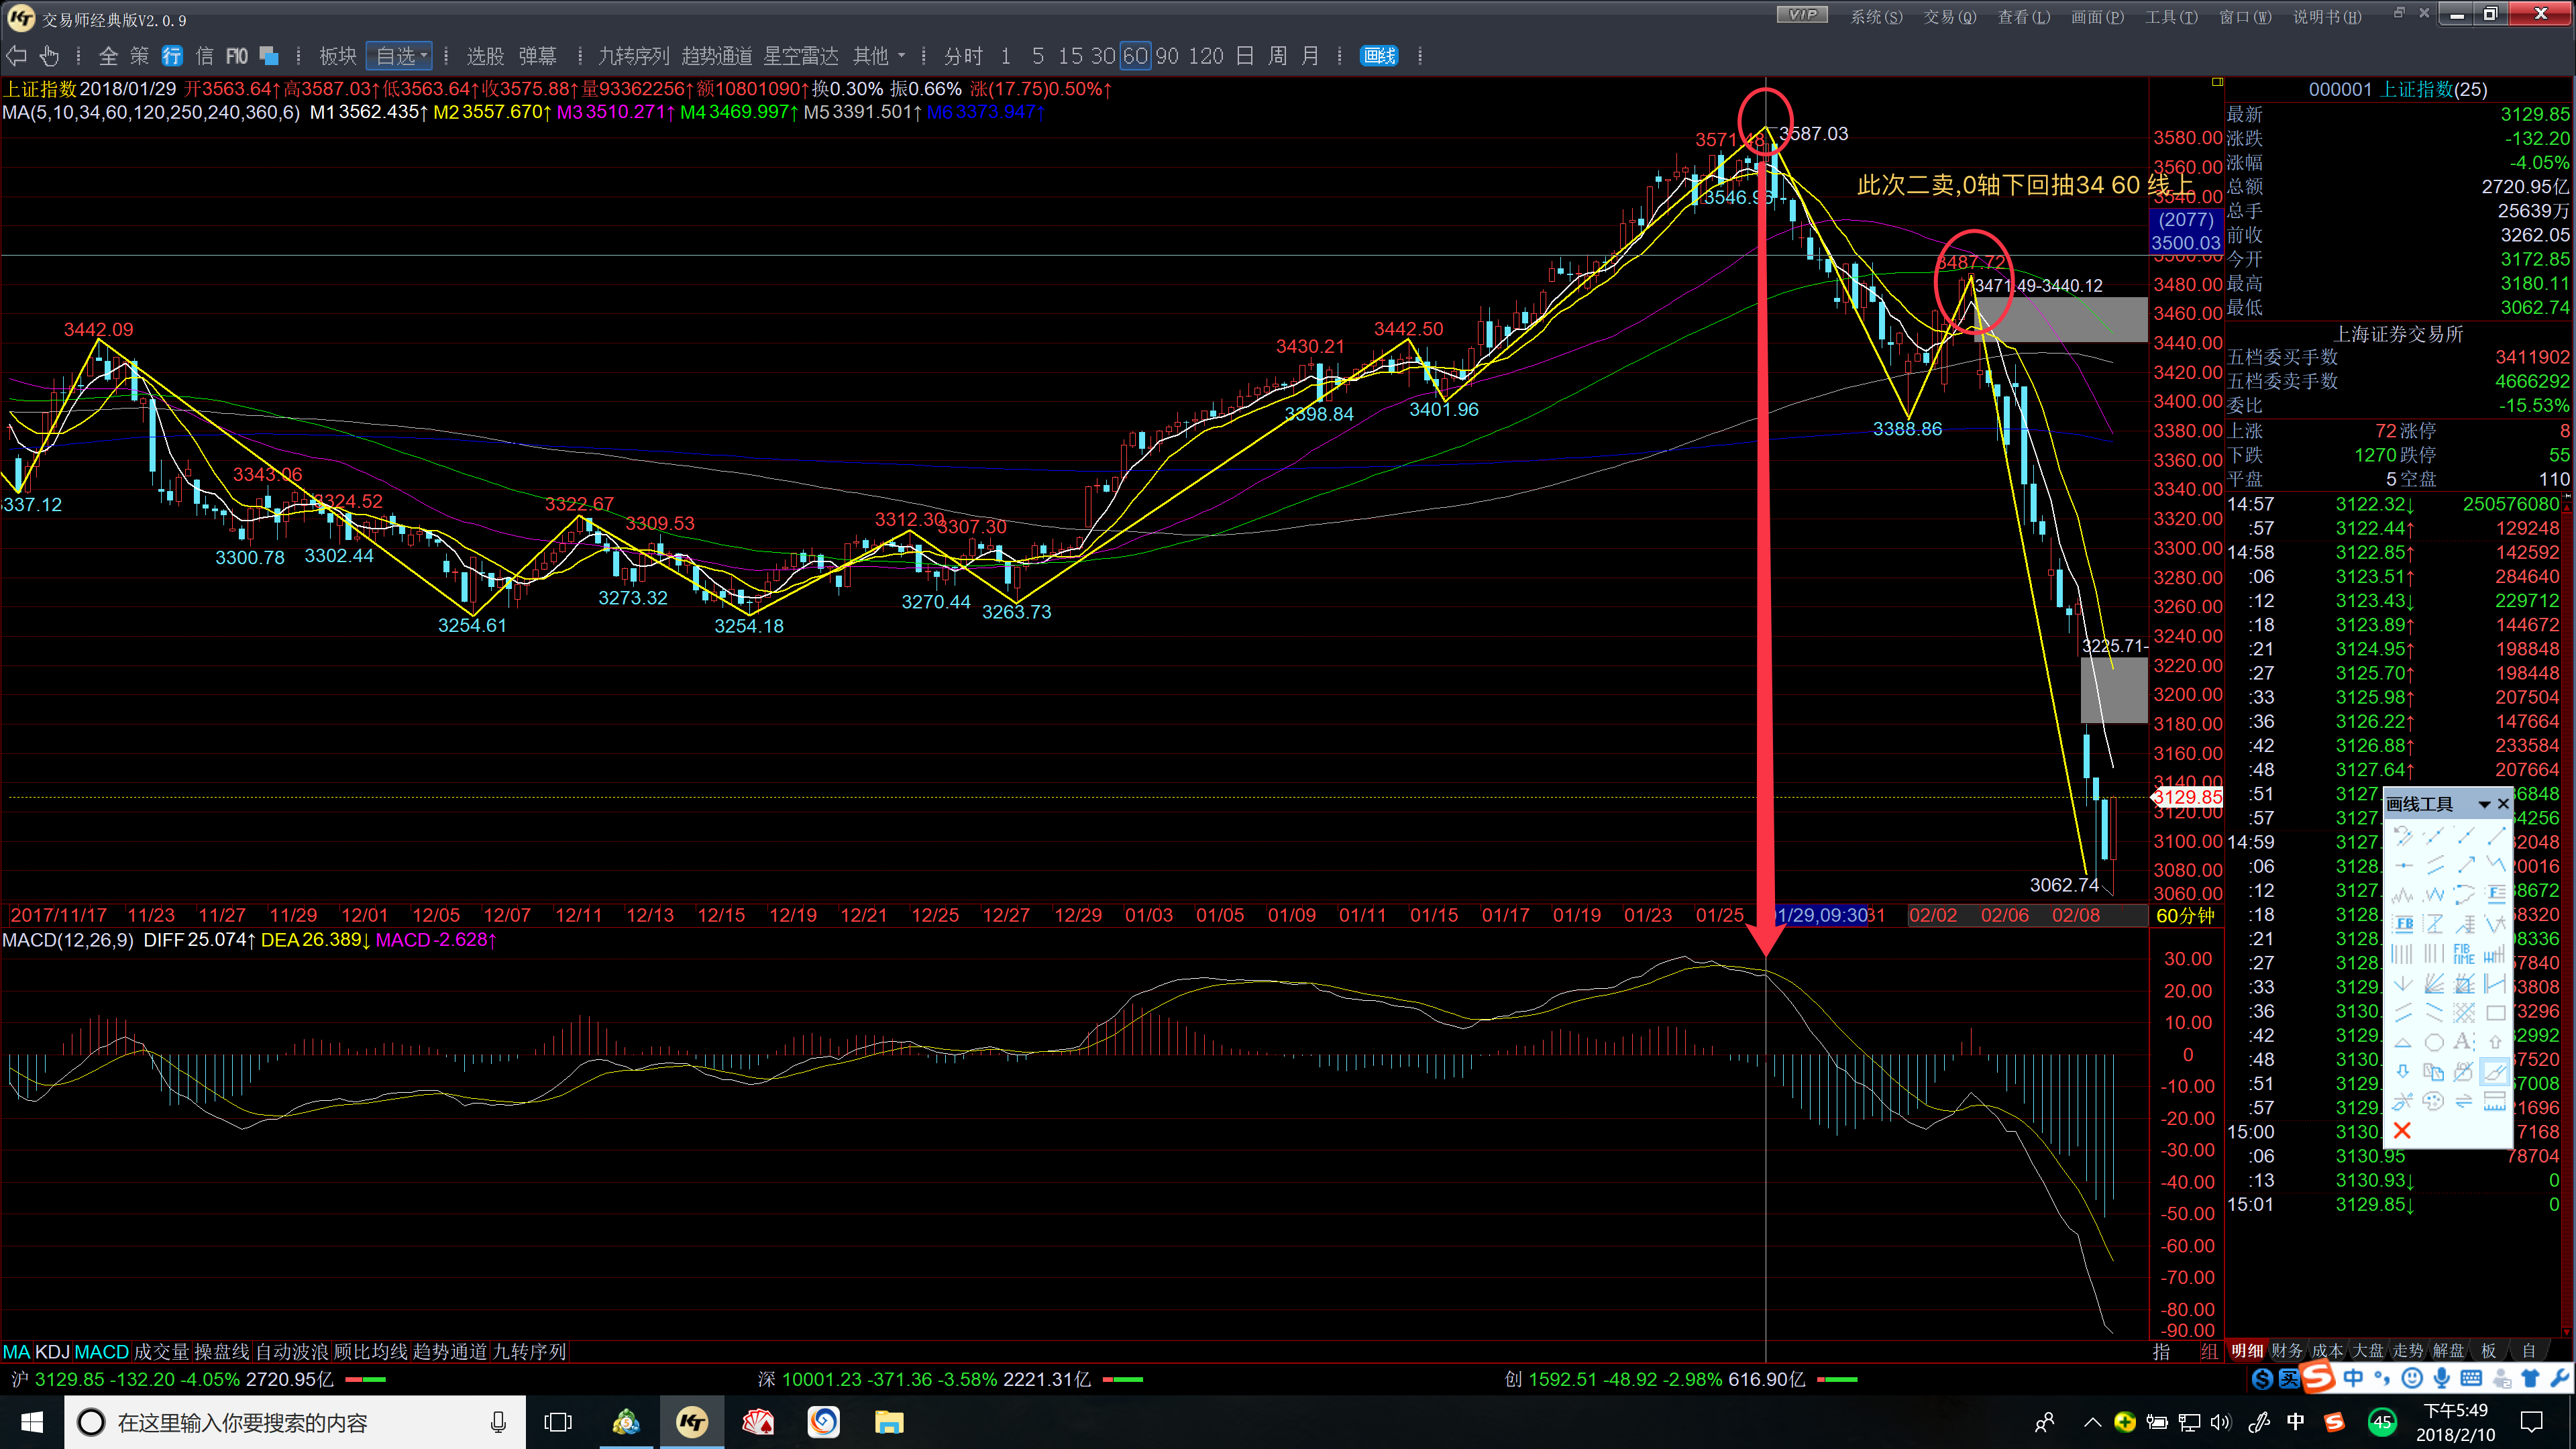 交易师经典版V2.0.9
VIP 系统(S) 交易(Q) 查看(L) 画面(P) 工具(T) 窗口(W) 说明书(H)
全 策 行 信 F10 板块 自选 选股 弹幕 九转序列 趋势通道 星空雷达 其他 分时 1 5 15 30 60 90 120 日 周 月 画线
上证指数 2018/01/29 开3563.64↑高3587.03↑低3563.64↑收3575.88↑量93362256↑额10801090↑换0.30% 振0.66% 涨(17.75)0.50%↑
MA(5,10,34,60,120,250,240,360,6) M1 3562.435↑ M2 3557.670↑ M3 3510.271↑ M4 3469.997↑ M5 3391.501↑ M6 3373.947↑
3571.48 3587.03
3546.96
此次二卖,0轴下回抽34 60 线上
3487.72
3471.49-3440.12
3442.09
3442.50
3430.21
3398.84
3401.96
3388.86
3337.12
3343.06
3324.52
3300.78
3302.44
3322.67
3309.53
3312.30
3307.30
3273.32
3270.44
3263.73
3254.61
3254.18
3225.71-
3062.74
3580.00
3560.00
3540.00
(2077)
3500.03
3480.00
3460.00
3440.00
3420.00
3400.00
3380.00
3360.00
3340.00
3320.00
3300.00
3280.00
3260.00
3240.00
3220.00
3200.00
3180.00
3160.00
3140.00
3129.85
3120.00
3100.00
3080.00
3060.00
2017/11/17 11/23 11/27 11/29 12/01 12/05 12/07 12/11 12/13 12/15 12/19 12/21 12/25 12/27 12/29 01/03 01/05 01/09 01/11 01/15 01/17 01/19 01/23 01/25 01/29,09:30 31 02/02 02/06 02/08 60分钟
MACD(12,26,9) DIFF 25.074↑ DEA 26.389↓ MACD -2.628↑
30.00
20.00
10.00
0
-10.00
-20.00
-30.00
-40.00
-50.00
-60.00
-70.00
-80.00
-90.00
MA KDJ MACD 成交量 操盘线 自动波浪 顾比均线 趋势通道 九转序列 指 组
000001 上证指数(25)
最新 3129.85
涨跌 -132.20
涨幅 -4.05%
总额 2720.95亿
总手 25639万
前收 3262.05
今开 3172.85
最高 3180.11
最低 3062.74
上海证券交易所
五档委买手数 3411902
五档委卖手数 4666292
委比 -15.53%
上涨 72 涨停 8
下跌 1270 跌停 55
平盘 5 空盘 110
14:57 3122.32↓ 250576080
:57 3122.44↑ 129248
14:58 3122.85↑ 142592
:06 3123.51↑ 284640
:12 3123.43↓ 229712
:18 3123.89↑ 144672
:21 3124.95↑ 198848
:27 3125.70↑ 198448
:33 3125.98↑ 207504
:36 3126.22↑ 147664
:42 3126.88↑ 233584
:48 3127.64↑ 207664
:51 3127. 36848
:57 3127. 54256
14:59 3127. 32048
:06 3128. 20016
:12 3127. 38672
:18 3128. 58320
:21 3128. 08336
:27 3128. 57840
:33 3129. 53808
:36 3130. 73296
:42 3129. 32992
:48 3130. 37520
:51 3129. 57008
:57 3129. 21696
15:00 3130. 7168
:06 3130.95 78704
:13 3130.93↓ 0
15:01 3129.85↓ 0
画线工具
明细 财务 成本 大盘 走势 解盘 板 自
沪 3129.85 -132.20 -4.05% 2720.95亿 深 10001.23 -371.36 -3.58% 2221.31亿 创 1592.51 -48.92 -2.98% 616.90亿
中
在这里输入你要搜索的内容
中 45
下午5:49
2018/2/10